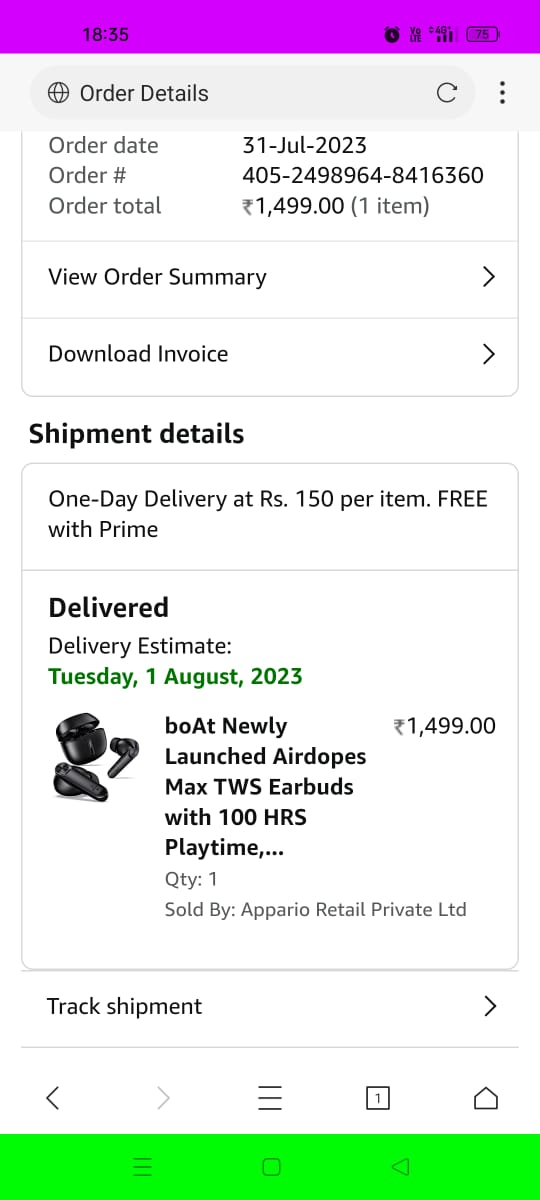 18:35
Vo LTE 4G+ 75
Order Details
Order date 31-Jul-2023
Order # 405-2498964-8416360
Order total ₹1,499.00 (1 item)
View Order Summary
Download Invoice
Shipment details
One-Day Delivery at Rs. 150 per item. FREE
with Prime
Delivered
Delivery Estimate:
Tuesday, 1 August, 2023
boAt Newly ₹1,499.00
Launched Airdopes
Max TWS Earbuds
with 100 HRS
Playtime,...
Qty: 1
Sold By: Appario Retail Private Ltd
Track shipment
1